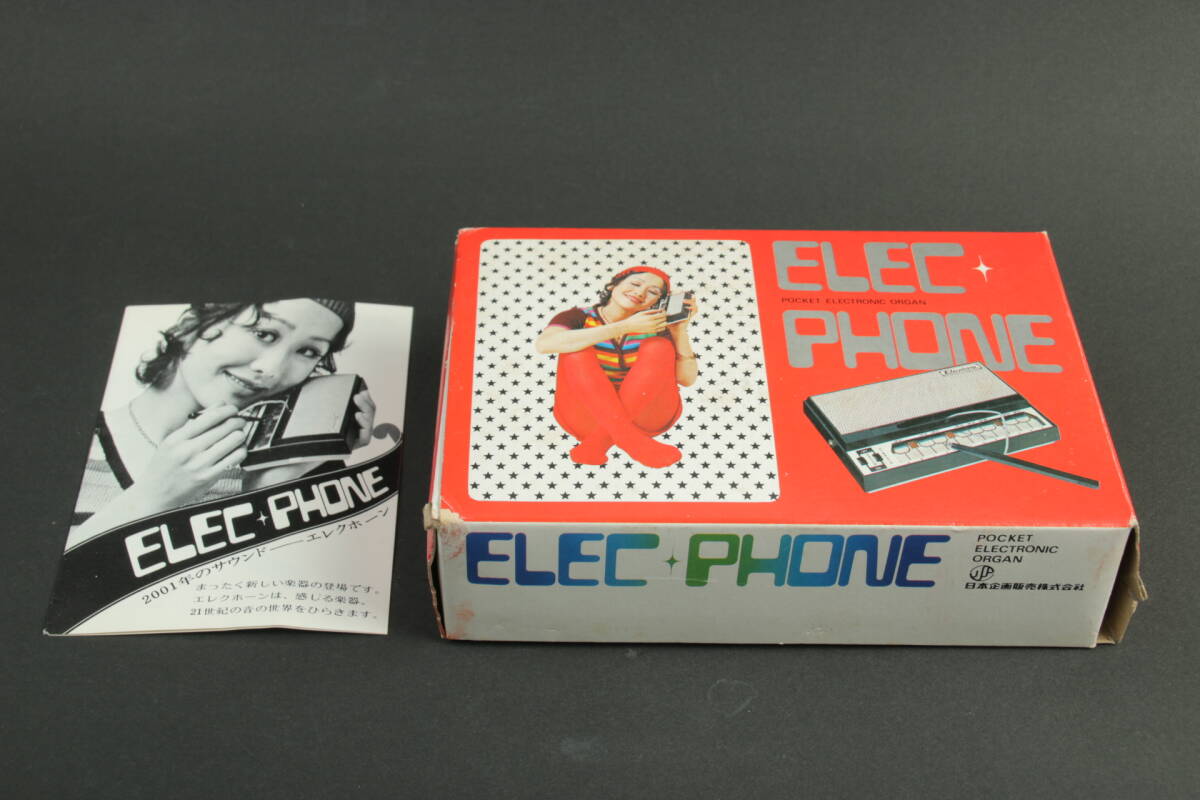 ELEC PHONE
2001年のサウンド――エレクホーン
まったく新しい楽器の登場です。
エレクホーンは、感じる楽器。
21世紀の音の世界をひらきます。
ELEC
POCKET ELECTRONIC ORGAN
PHONE
ELEC PHONE
POCKET
ELECTRONIC
ORGAN
日本企画販売株式会社